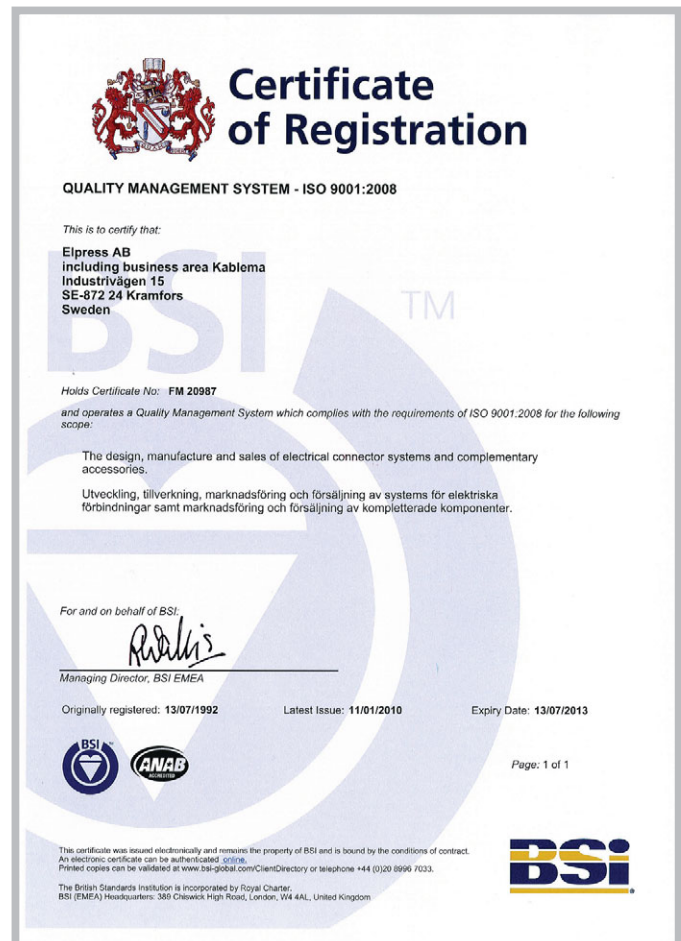 Certificate
of Registration
QUALITY MANAGEMENT SYSTEM - ISO 9001:2008
This is to certify that:
Elpress AB
including business area Kablema
Industrivägen 15
SE-872 24 Kramfors
Sweden
BSI
TM
Holds Certificate No: FM 20987
and operates a Quality Management System which complies with the requirements of ISO 9001:2008 for the following
scope:
The design, manufacture and sales of electrical connector systems and complementary
accessories.
Utveckling, tillverkning, marknadsföring och försäljning av systems för elektriska
förbindningar samt marknadsföring och försäljning av kompletterade komponenter.
For and on behalf of BSI:
Managing Director, BSI EMEA
Originally registered: 13/07/1992 Latest Issue: 11/01/2010 Expiry Date: 13/07/2013
BSI
ANAB
ACCREDITED
Page: 1 of 1
This certificate was issued electronically and remains the property of BSI and is bound by the conditions of contract.
An electronic certificate can be authenticated online.
Printed copies can be validated at www.bsi-global.com/ClientDirectory or telephone +44 (0)20 8996 7033.
The British Standards Institution is incorporated by Royal Charter.
BSI (EMEA) Headquarters: 389 Chiswick High Road, London, W4 4AL, United Kingdom
BSi